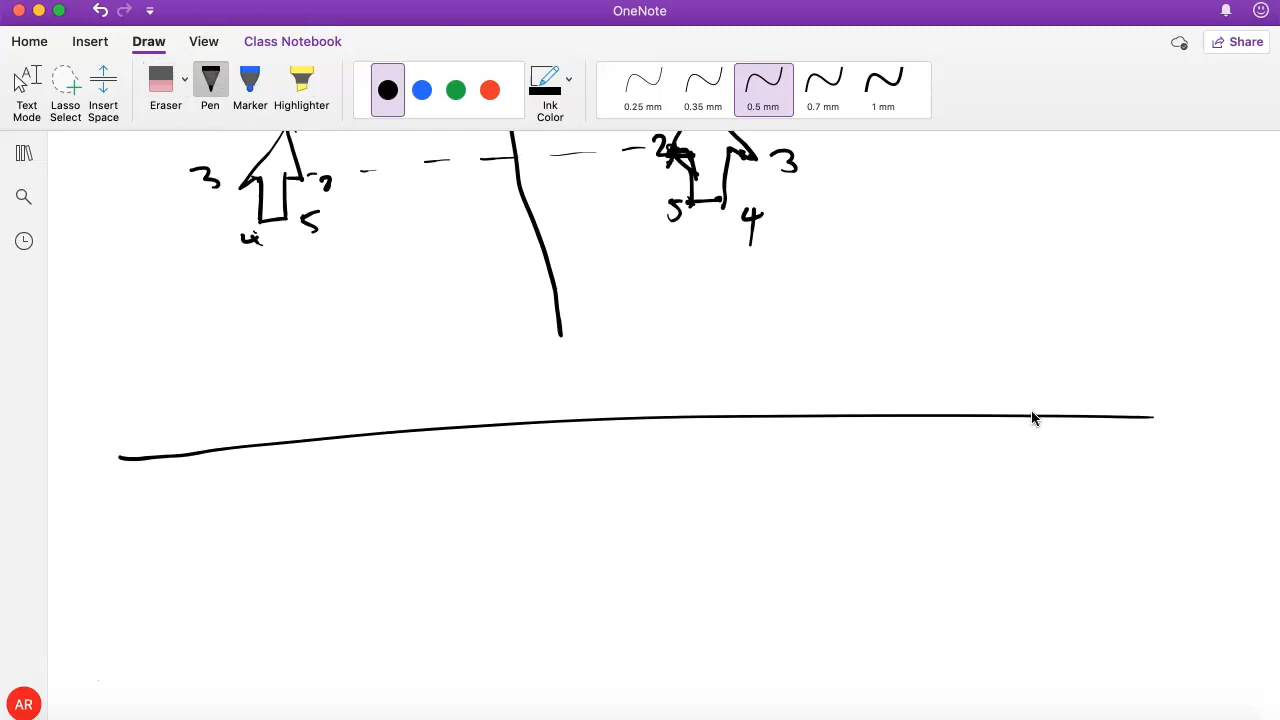 OneNote
Home Insert Draw View Class Notebook Share
Text Mode
Lasso Select
Insert Space
Eraser
Pen
Marker
Highlighter
Ink Color
0.25 mm
0.35 mm
0.5 mm
0.7 mm
1 mm
3
5
4
2
3
5
4
AR